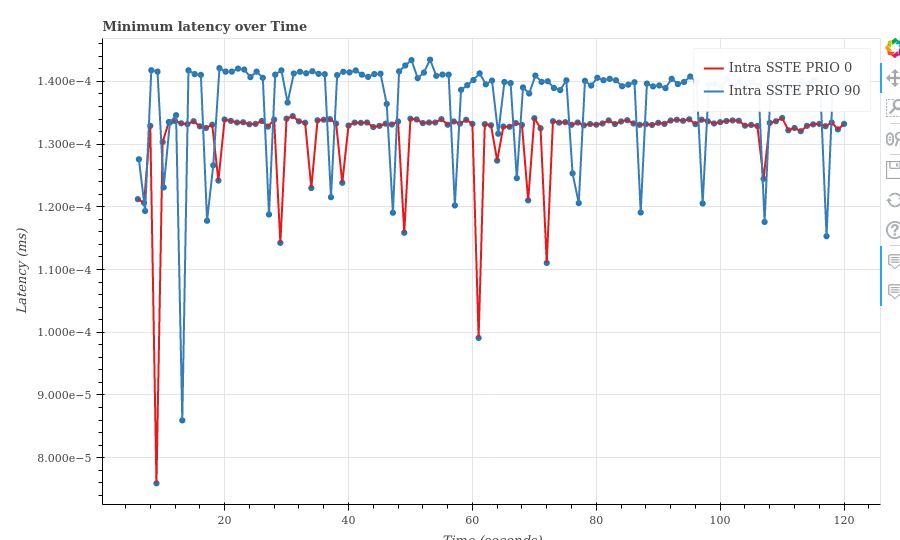 Minimum latency over Time
Intra SSTE PRIO 0
Intra SSTE PRIO 90
Latency (ms)
1.400e−4
1.300e−4
1.200e−4
1.100e−4
1.000e−4
9.000e−5
8.000e−5
20 40 60 80 100 120
Time (seconds)